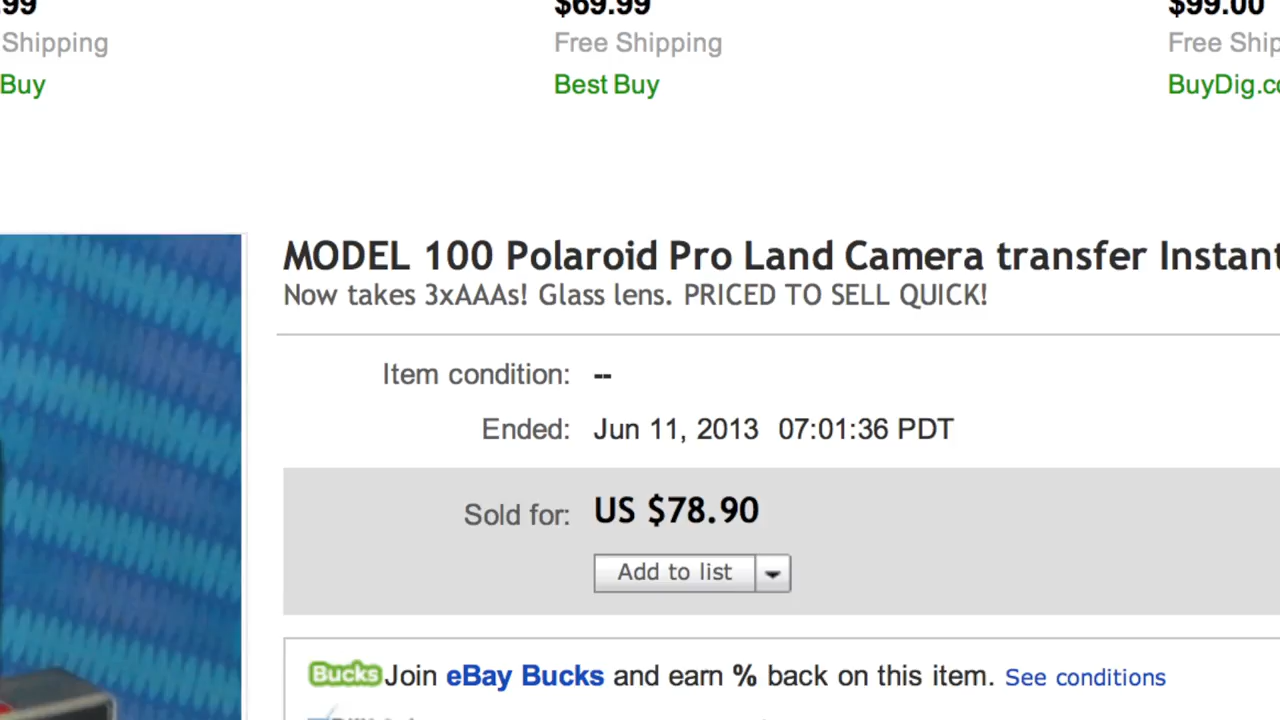 .99 $69.99 $99.00
Shipping Free Shipping Free Ship
Buy Best Buy BuyDig.co
MODEL 100 Polaroid Pro Land Camera transfer Instant
Now takes 3xAAAs! Glass lens. PRICED TO SELL QUICK!
Item condition: --
Ended: Jun 11, 2013 07:01:36 PDT
Sold for: US $78.90
Add to list
Bucks Join eBay Bucks and earn % back on this item. See conditions